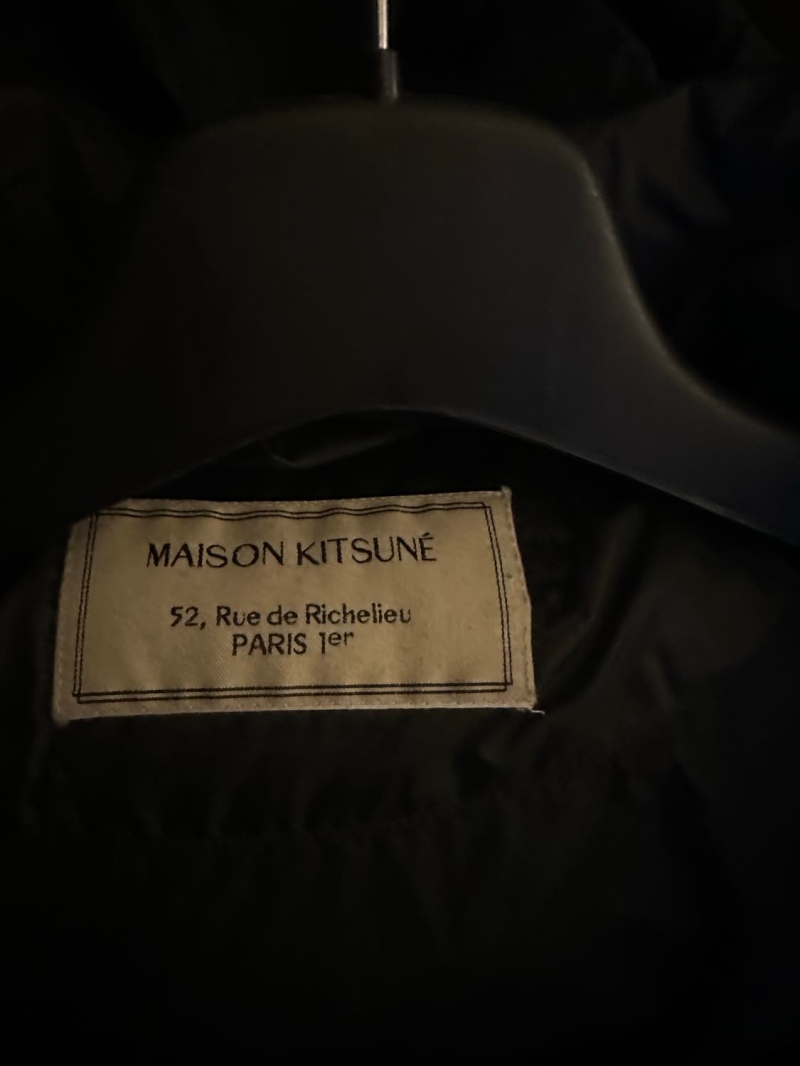 MAISON KITSUNÉ
52, Rue de Richelieu
PARIS 1er